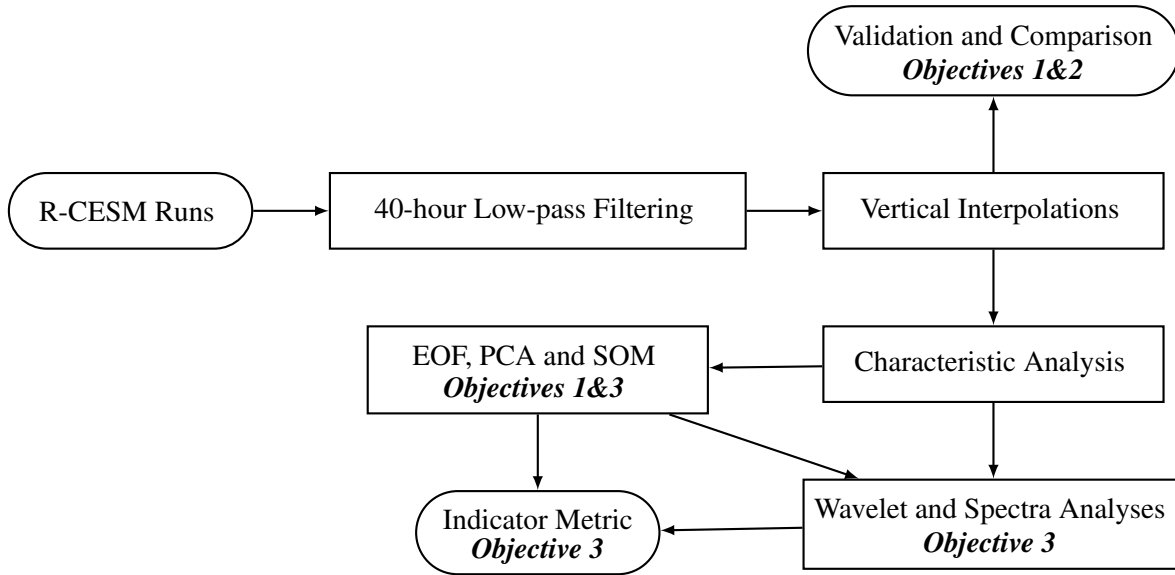 Validation and Comparison
Objectives 1&2
R-CESM Runs
40-hour Low-pass Filtering
Vertical Interpolations
EOF, PCA and SOM
Objectives 1&3
Characteristic Analysis
Indicator Metric
Objective 3
Wavelet and Spectra Analyses
Objective 3